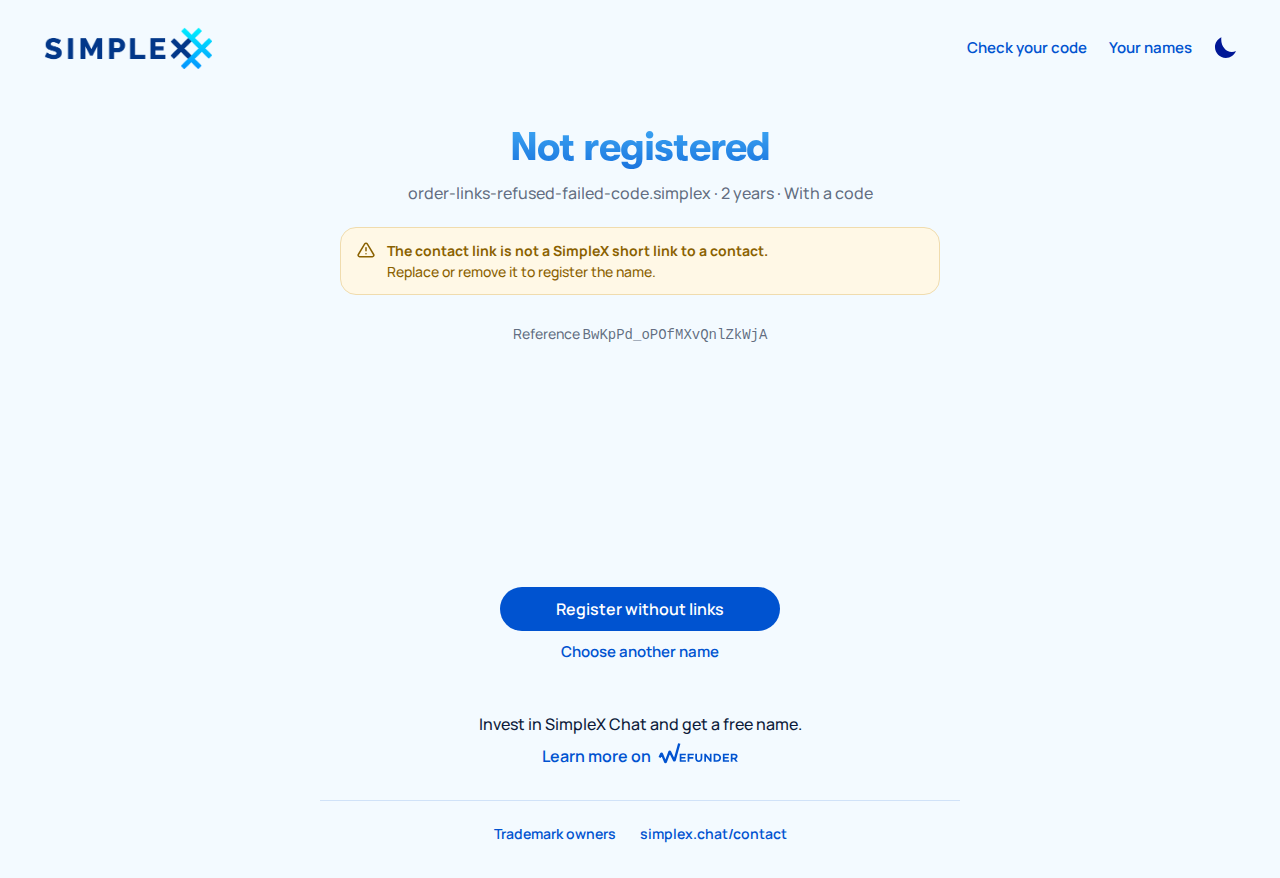 SIMPLEX
Check your code
Your names
Not registered
order-links-refused-failed-code.simplex · 2 years · With a code
The contact link is not a SimpleX short link to a contact.
Replace or remove it to register the name.
Reference BwKpPd_oPOfMXvQnlZkWjA
Register without links
Choose another name
Invest in SimpleX Chat and get a free name.
Learn more on WEFUNDER
Trademark owners
simplex.chat/contact